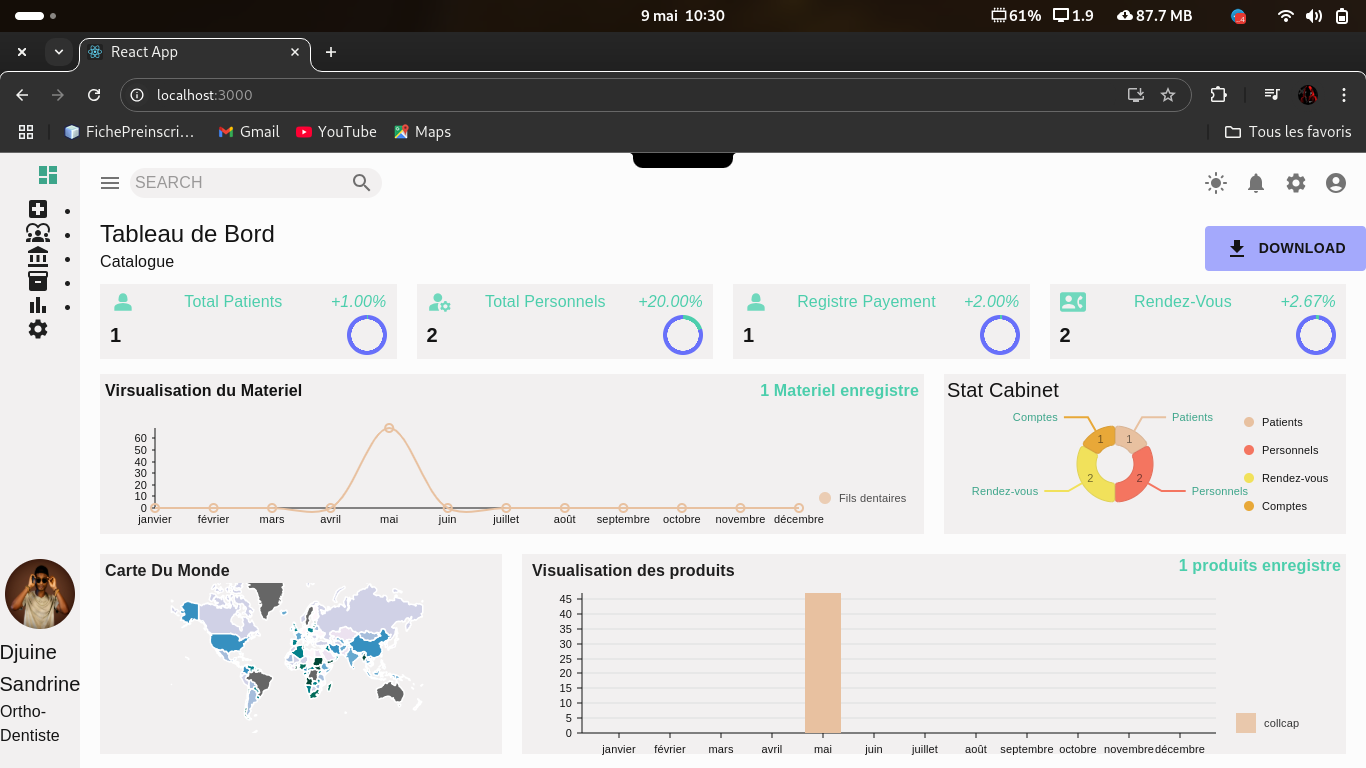 9 mai 10:30
61% 1.9 87.7 MB
React App
localhost:3000
FichePreinscri… Gmail YouTube Maps Tous les favoris
SEARCH
Tableau de Bord
Catalogue
DOWNLOAD
Total Patients +1.00%
1
Total Personnels +20.00%
2
Registre Payement +2.00%
1
Rendez-Vous +2.67%
2
Virsualisation du Materiel
1 Materiel enregistre
60
50
40
30
20
10
0
janvier février mars avril mai juin juillet août septembre octobre novembre décembre
Fils dentaires
Stat Cabinet
Comptes
Patients
1 1
2 2
Rendez-vous
Personnels
Patients
Personnels
Rendez-vous
Comptes
Djuine
Sandrine
Ortho-
Dentiste
Carte Du Monde
Visualisation des produits
1 produits enregistre
45
40
35
30
25
20
15
10
5
0
janvier février mars avril mai juin juillet août septembre octobre novembre décembre
collcap